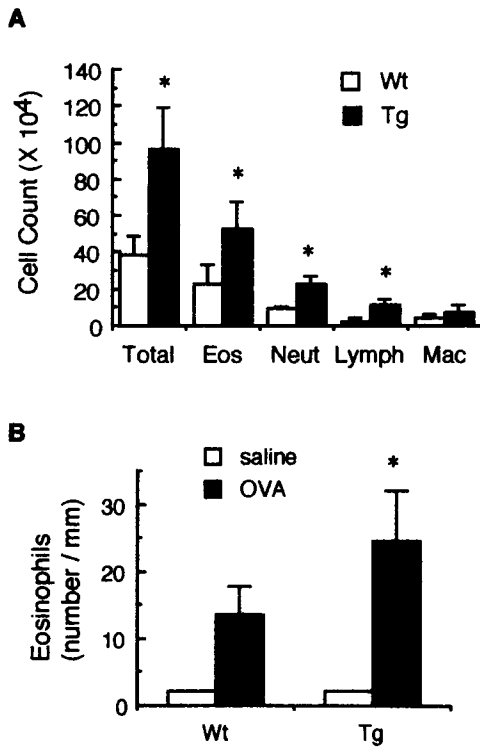 A
140
120
100
80
60
40
20
0
Cell Count (X 10⁴)
Wt
Tg
*
*
*
*
Total Eos Neut Lymph Mac
B
saline
OVA
*
30
20
10
0
Eosinophils
(number / mm)
Wt Tg